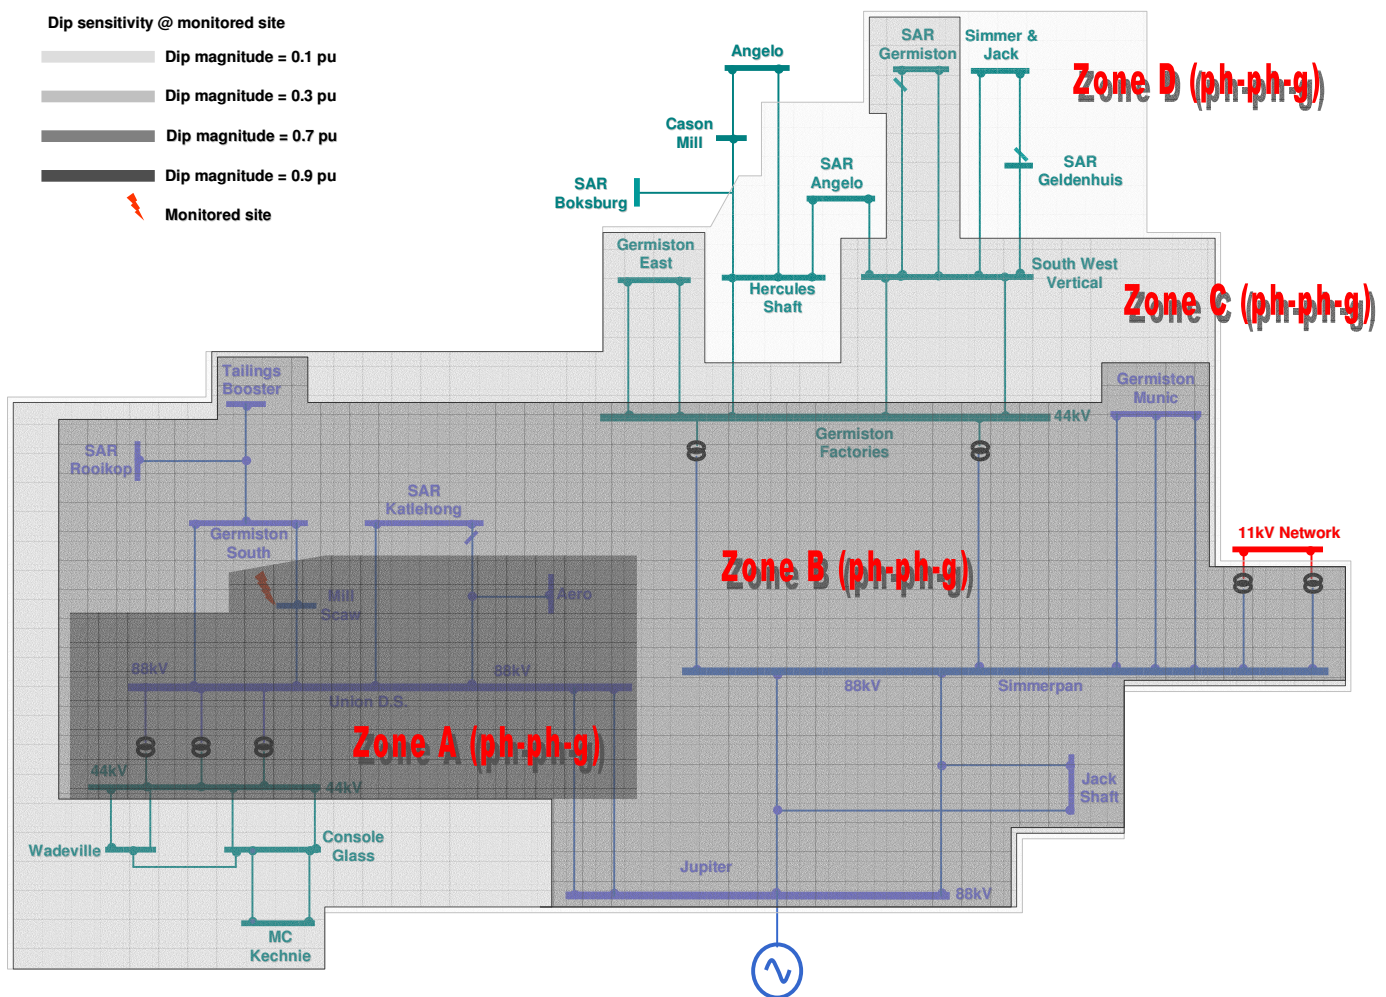 Dip sensitivity @ monitored site
Dip magnitude = 0.1 pu
Dip magnitude = 0.3 pu
Dip magnitude = 0.7 pu
Dip magnitude = 0.9 pu
Monitored site
Angelo
SAR
Germiston
Simmer &
Jack
Zone D (ph-ph-g)
Cason
Mill
SAR
Angelo
SAR
Geldenhuis
SAR
Boksburg
Germiston
East
Hercules
Shaft
South West
Vertical
Zone C (ph-ph-g)
Tailings
Booster
Germiston
Munic
44kV
Germiston
Factories
SAR
Rooikop
SAR
Katlehong
Germiston
South
11kV Network
Zone B (ph-ph-g)
Mill
Scaw
Aero
88kV
88kV
Union D.S.
88kV
Simmerpan
Zone A (ph-ph-g)
44kV
44kV
Jack
Shaft
Wadeville
Console
Glass
Jupiter
88kV
MC
Kechnie